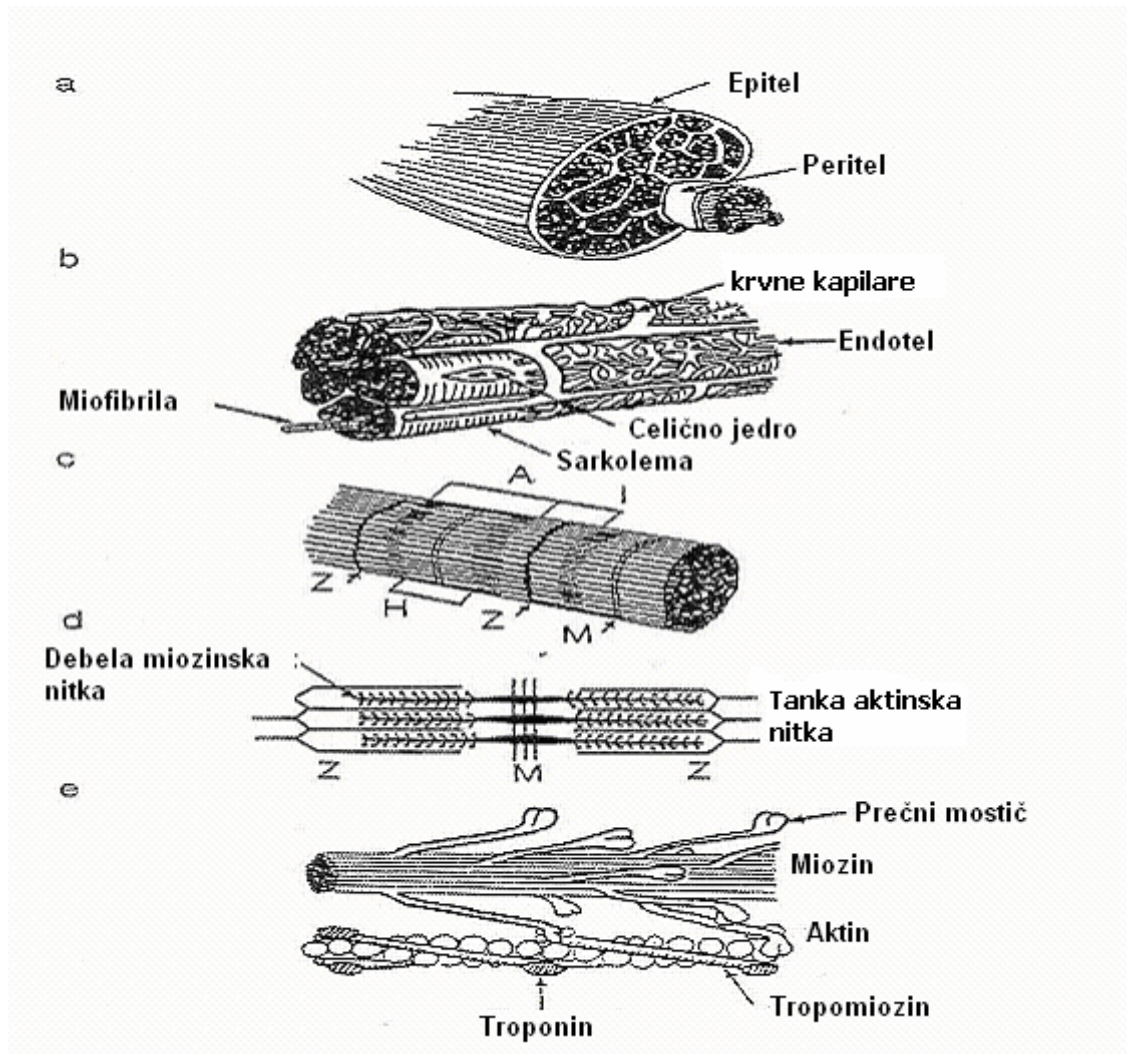 a
Epitel
Peritel
b
krvne kapilare
Endotel
Miofibrila
Celično jedro
Sarkolema
c
A
I
Z
H
Z
M
d
Debela miozinska
nitka
Tanka aktinska
nitka
Z
M
Z
e
Prečni mostič
Miozin
Aktin
Tropomiozin
Troponin